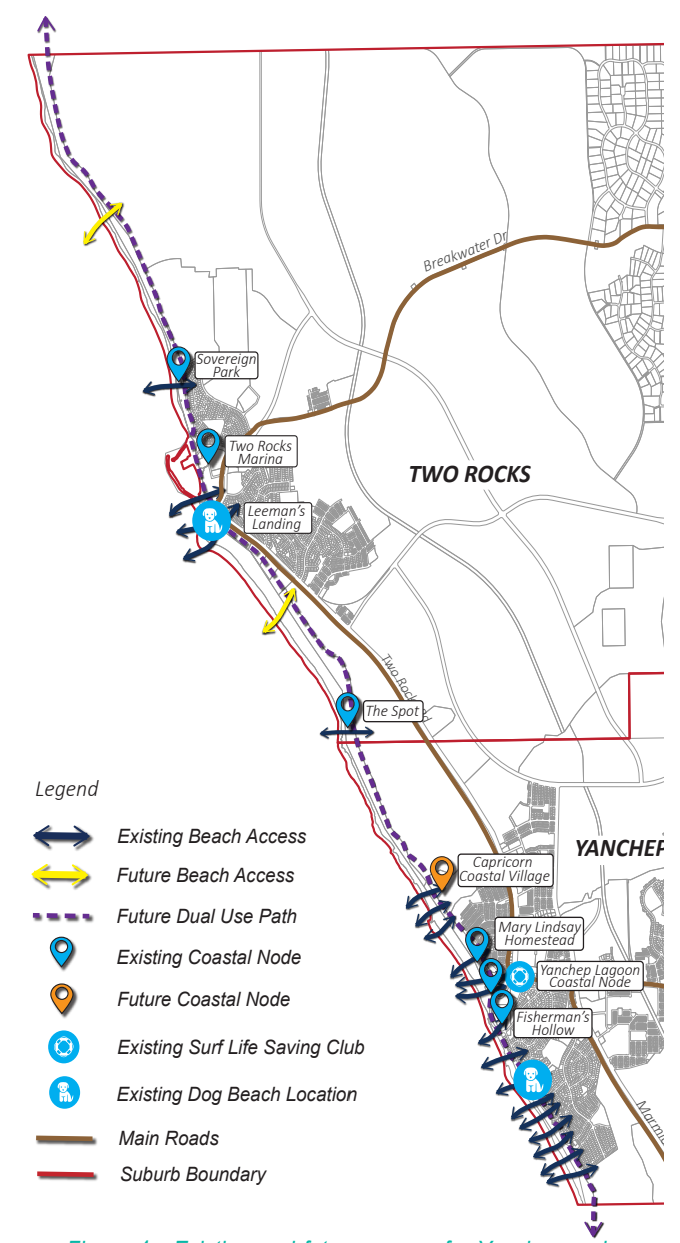 Breakwater Dr
Sovereign
Park
Two Rocks
Marina
TWO ROCKS
Leeman's
Landing
The Spot
Legend
Existing Beach Access
Future Beach Access
Future Dual Use Path
Existing Coastal Node
Future Coastal Node
Existing Surf Life Saving Club
Existing Dog Beach Location
Main Roads
Suburb Boundary
YANCHEP
Capricorn
Coastal Village
Mary Lindsay
Homestead
Yanchep Lagoon
Coastal Node
Fisherman's
Hollow